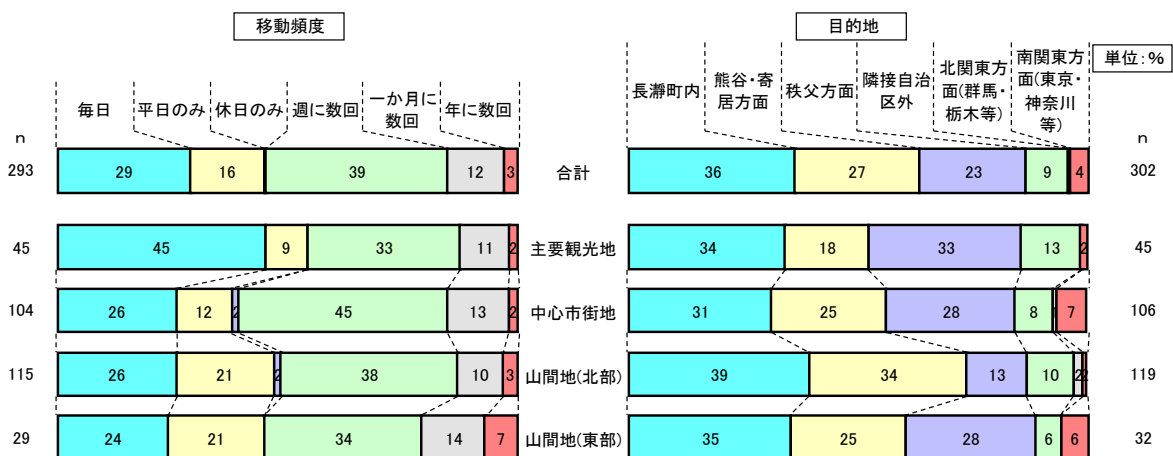 移動頻度
目的地
単位:%
毎日
平日のみ
休日のみ
週に数回
一か月に
数回
年に数回
長瀞町内
熊谷・寄
居方面
秩父方面
隣接自治
区外
北関東方
面(群馬・
栃木等)
南関東方
面(東京・
神奈川
等)
n
n
293 29 16 39 12 3 合計 36 27 23 9 4 302
45 45 9 33 11 2 主要観光地 34 18 33 13 2 45
104 26 12 2 45 13 2 中心市街地 31 25 28 8 1 7 106
115 26 21 2 38 10 3 山間地(北部) 39 34 13 10 2 2 119
29 24 21 34 14 7 山間地(東部) 35 25 28 6 6 32